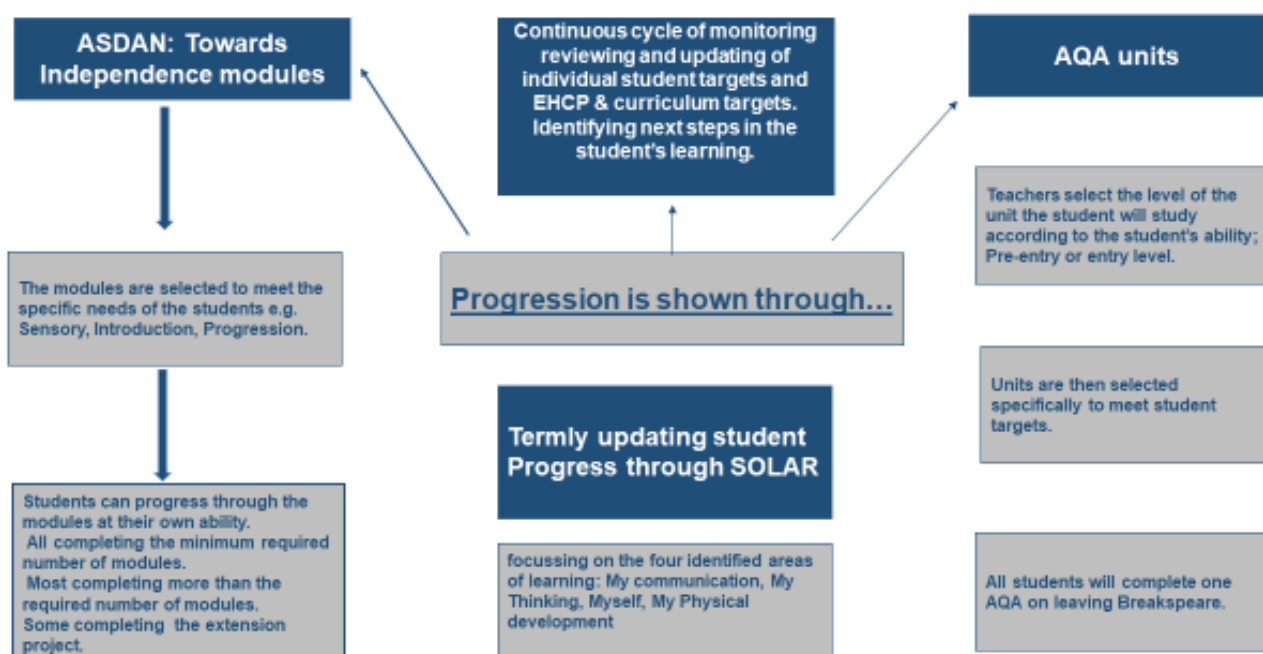 ASDAN: Towards
Independence modules
The modules are selected to meet the
specific needs of the students e.g.
Sensory, Introduction, Progression.
Students can progress through the
modules at their own ability.
All completing the minimum required
number of modules.
Most completing more than the
required number of modules.
Some completing the extension
project.
Continuous cycle of monitoring
reviewing and updating of
individual student targets and
EHCP & curriculum targets.
Identifying next steps in the
student's learning.
Progression is shown through...
Termly updating student
Progress through SOLAR
focussing on the four identified areas
of learning: My communication, My
Thinking, Myself, My Physical
development
AQA units
Teachers select the level of the
unit the student will study
according to the student's ability;
Pre-entry or entry level.
Units are then selected
specifically to meet student
targets.
All students will complete one
AQA on leaving Breakspeare.